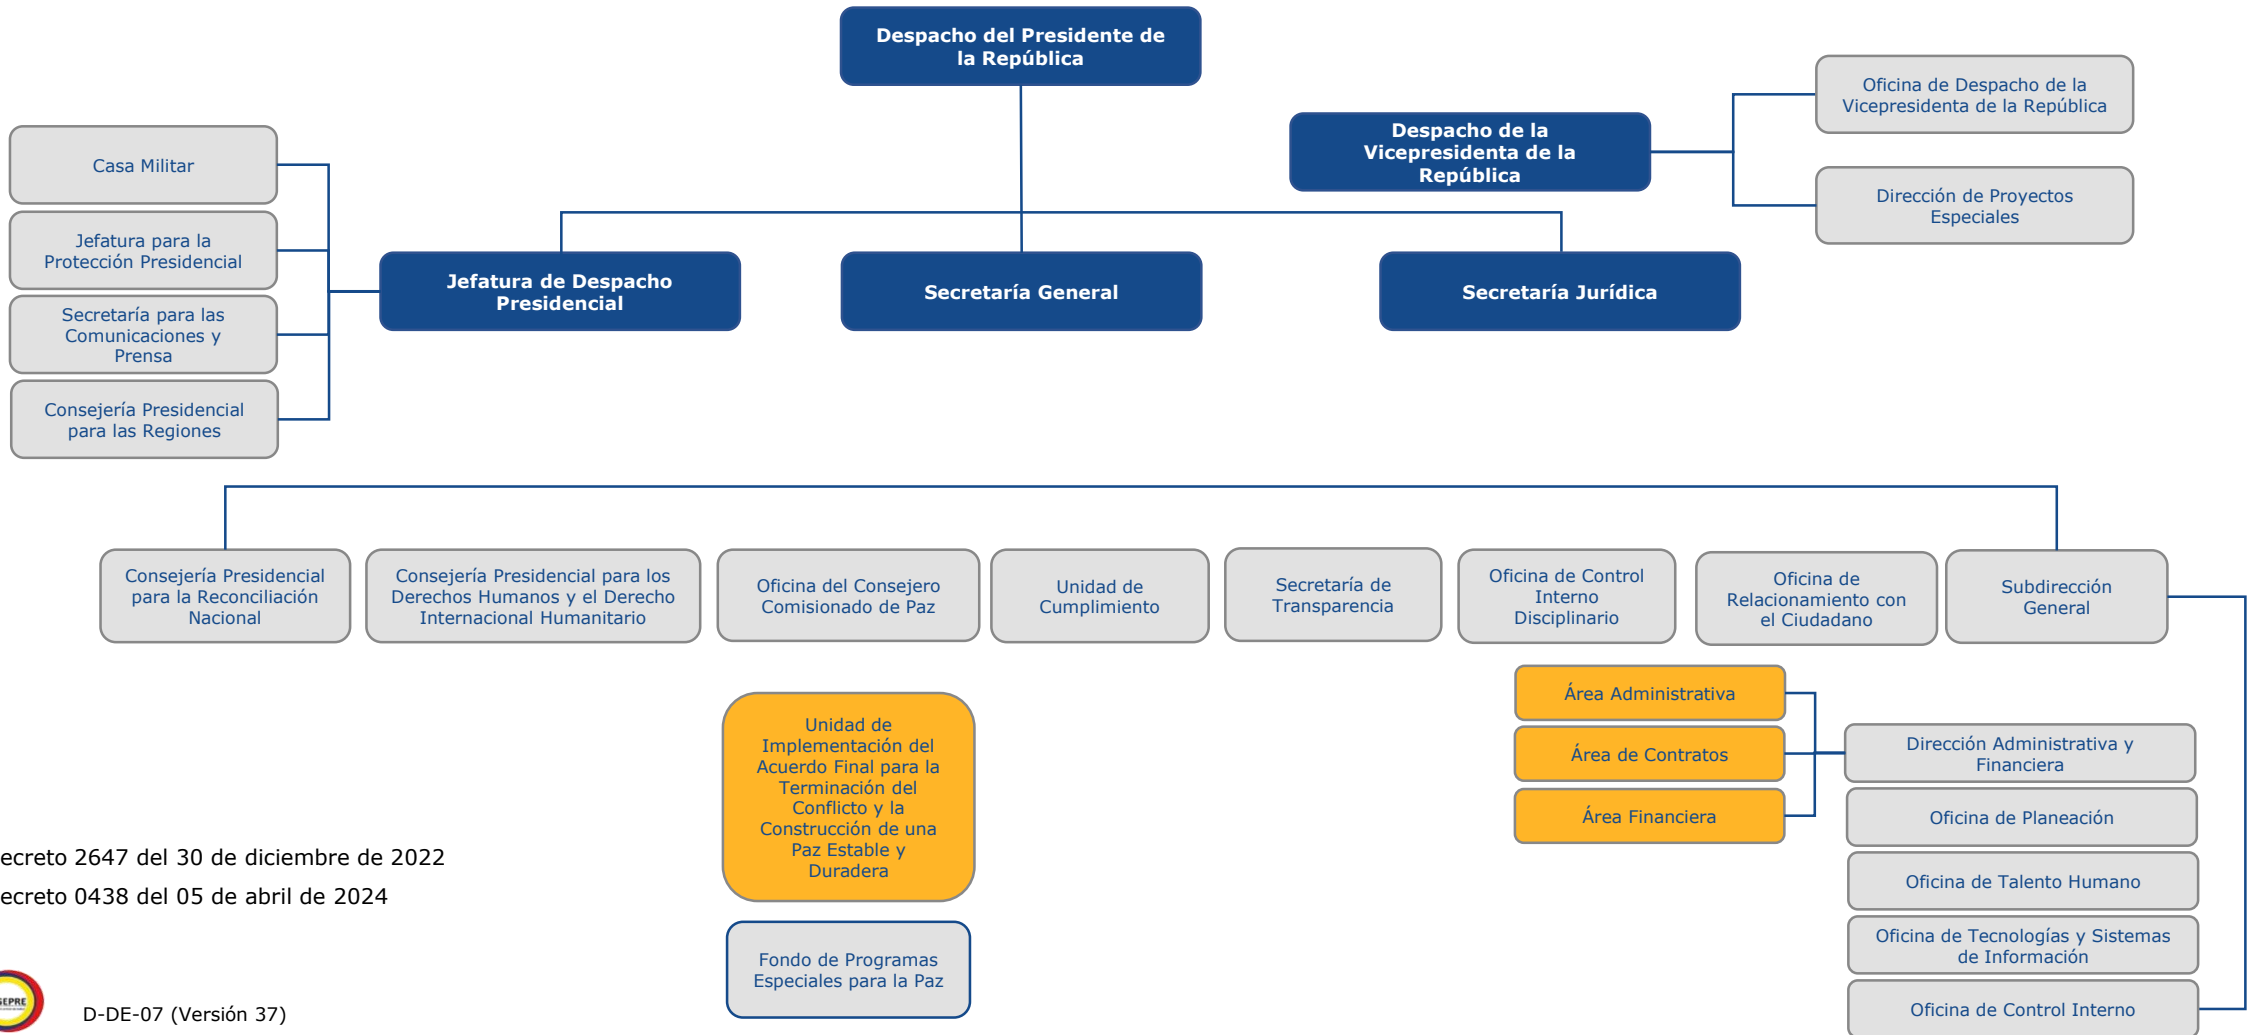 Despacho del Presidente de
la República
Oficina de Despacho de la
Vicepresidenta de la República
Despacho de la
Vicepresidenta de la
República
Casa Militar
Dirección de Proyectos
Especiales
Jefatura para la
Protección Presidencial
Jefatura de Despacho
Presidencial
Secretaría General
Secretaría Jurídica
Secretaría para las
Comunicaciones y
Prensa
Consejería Presidencial
para las Regiones
Consejería Presidencial
para la Reconciliación
Nacional
Consejería Presidencial para los
Derechos Humanos y el Derecho
Internacional Humanitario
Oficina del Consejero
Comisionado de Paz
Unidad de
Cumplimiento
Secretaría de
Transparencia
Oficina de Control
Interno
Disciplinario
Oficina de
Relacionamiento con
el Ciudadano
Subdirección
General
Área Administrativa
Área de Contratos
Área Financiera
Dirección Administrativa y
Financiera
Oficina de Planeación
Oficina de Talento Humano
Oficina de Tecnologías y Sistemas
de Información
Oficina de Control Interno
Unidad de
Implementación del
Acuerdo Final para la
Terminación del
Conflicto y la
Construcción de una
Paz Estable y
Duradera
Fondo de Programas
Especiales para la Paz
ecreto 2647 del 30 de diciembre de 2022
ecreto 0438 del 05 de abril de 2024
SEPRE
D-DE-07 (Versión 37)